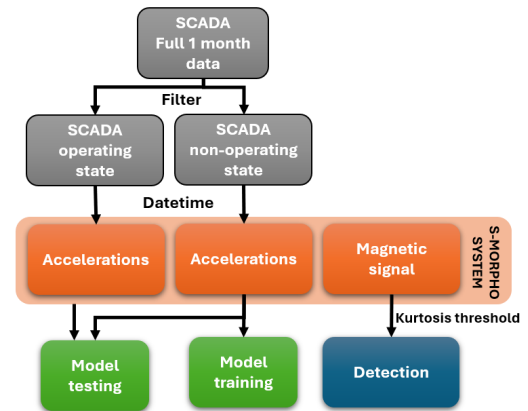 SCADA
Full 1 month
data
Filter
SCADA
operating
state
SCADA
non-operating
state
Datetime
Accelerations
Accelerations
Magnetic
signal
S-MORPHO
SYSTEM
Kurtosis threshold
Model
testing
Model
training
Detection